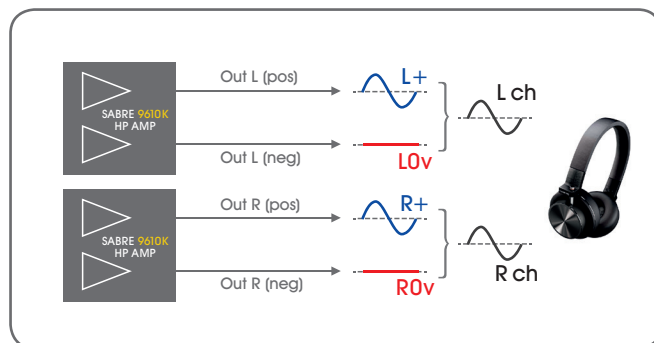 Out L (pos)
L+
L ch
SABRE 9610K
HP AMP
Out L (neg)
L0v
Out R (pos)
R+
SABRE 9610K
HP AMP
R ch
Out R (neg)
R0v